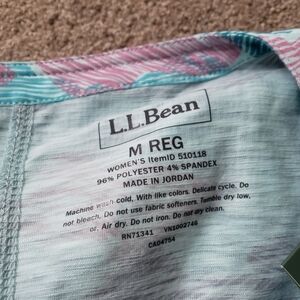 L.L.Bean
M REG
WOMEN'S ItemID 510118
96% POLYESTER 4% SPANDEX
MADE IN JORDAN
Machine wash cold, With like colors. Delicate cycle. Do
not bleach. Do not use fabric softeners. Tumble dry low,
or. Air dry. Do not iron. Do not dry clean.
RN71341 VN1002746
CA04754